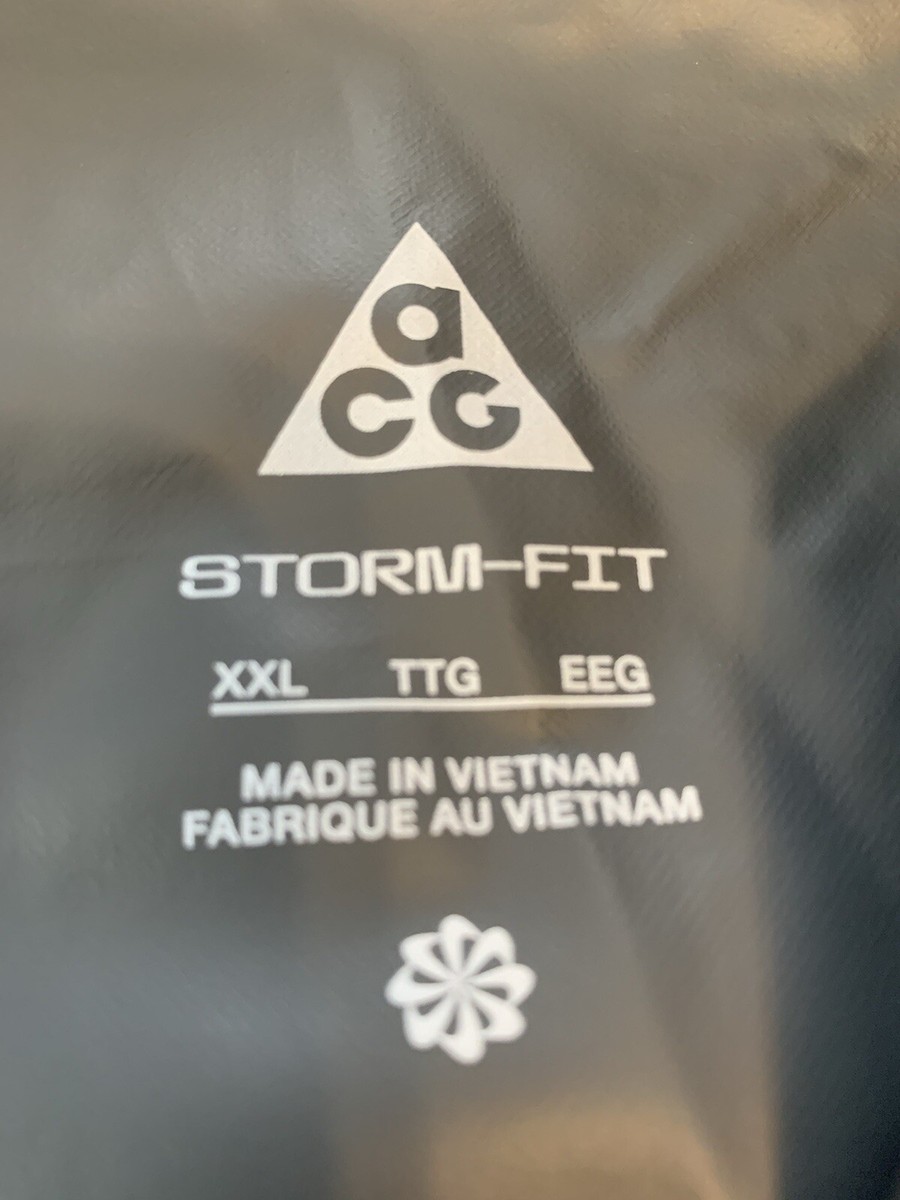 a
CG
STORM-FIT
XXL TTG EEG
MADE IN VIETNAM
FABRIQUE AU VIETNAM